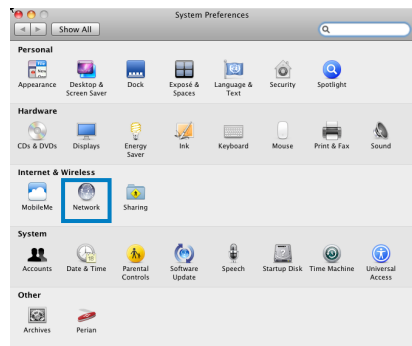 System Preferences
Show All
Personal
Appearance
Desktop &
Screen Saver
Dock
Exposé &
Spaces
Language &
Text
Security
Spotlight
Hardware
CDs & DVDs
Displays
Energy
Saver
Ink
Keyboard
Mouse
Print & Fax
Sound
Internet & Wireless
MobileMe
Network
Sharing
System
Accounts
Date & Time
Parental
Controls
Software
Update
Speech
Startup Disk
Time Machine
Universal
Access
Other
Archives
Perian